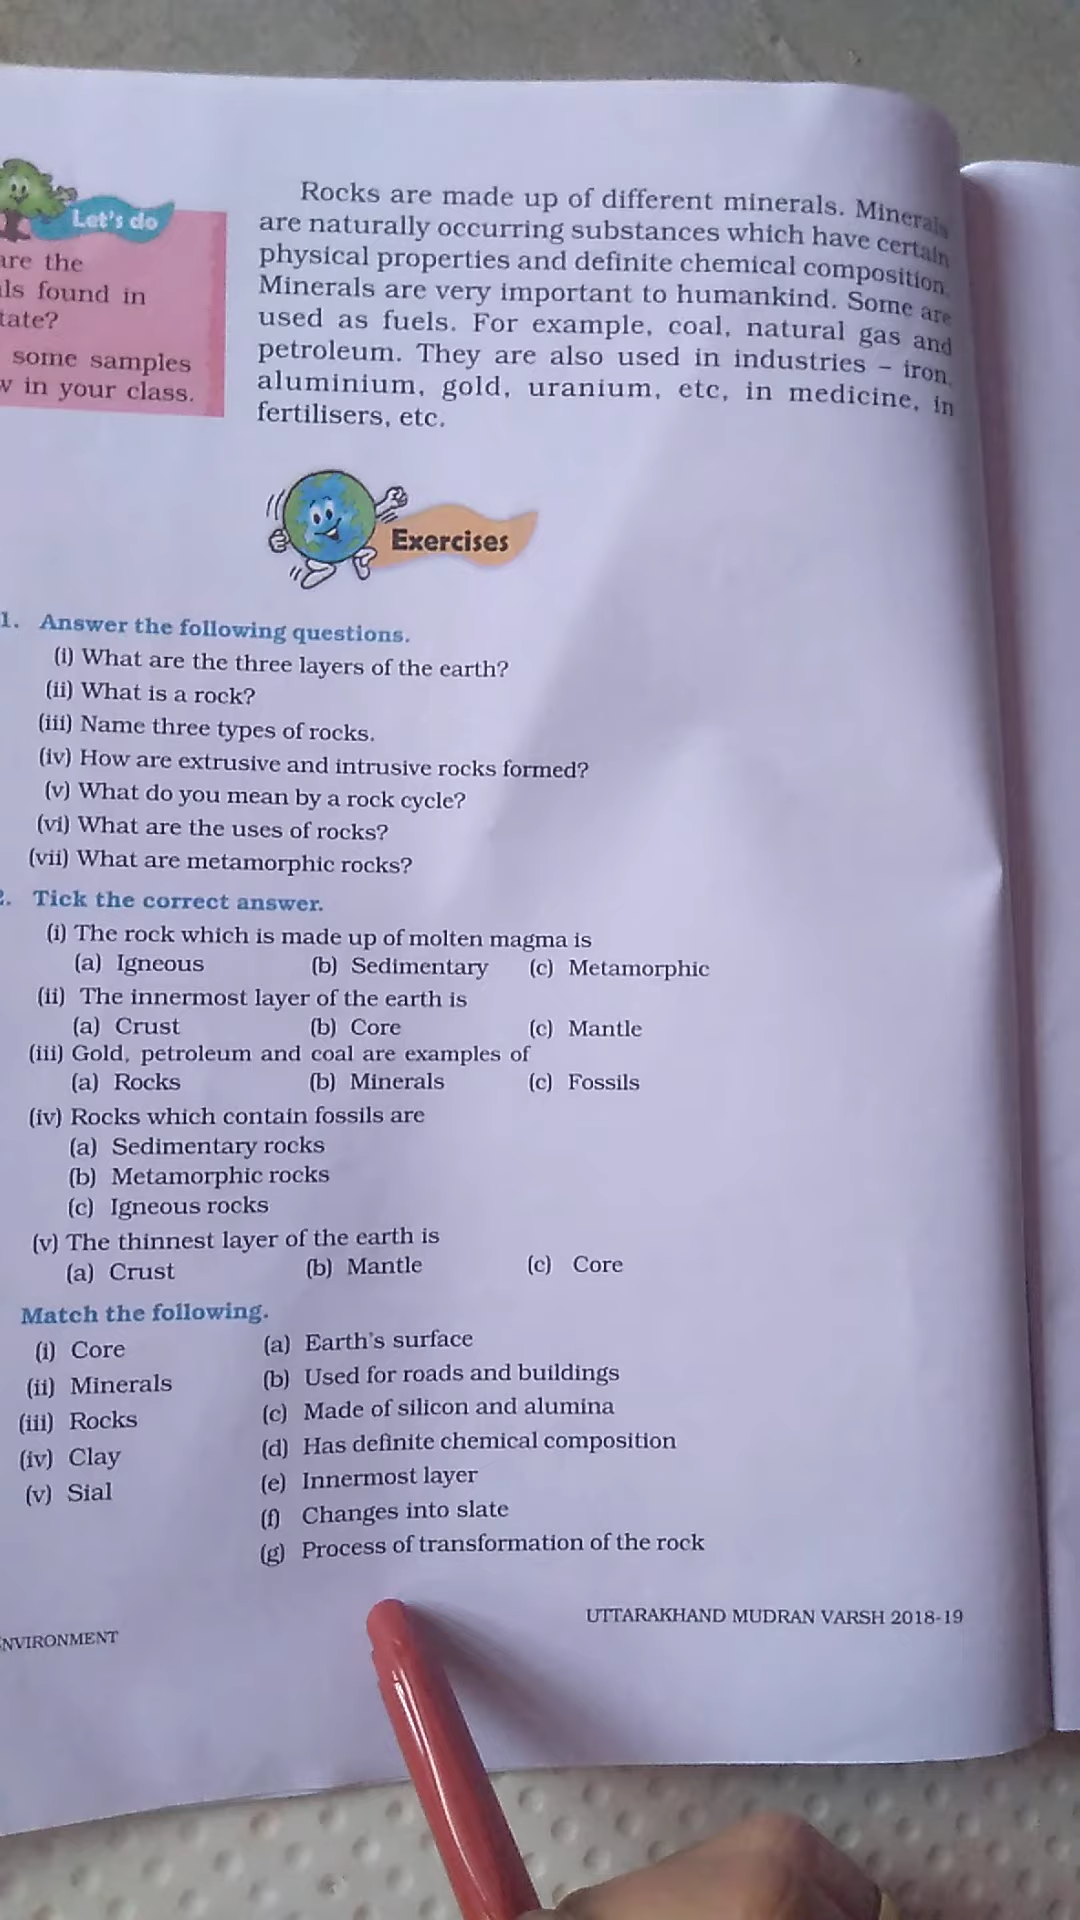 Let's do
are the
ls found in
tate?
some samples
w in your class.
Rocks are made up of different minerals. Minerals
are naturally occurring substances which have certain
physical properties and definite chemical composition.
Minerals are very important to humankind. Some are
used as fuels. For example, coal, natural gas and
petroleum. They are also used in industries – iron,
aluminium, gold, uranium, etc, in medicine, in
fertilisers, etc.
Exercises
1. Answer the following questions.
(i) What are the three layers of the earth?
(ii) What is a rock?
(iii) Name three types of rocks.
(iv) How are extrusive and intrusive rocks formed?
(v) What do you mean by a rock cycle?
(vi) What are the uses of rocks?
(vii) What are metamorphic rocks?
2. Tick the correct answer.
(i) The rock which is made up of molten magma is
(a) Igneous (b) Sedimentary (c) Metamorphic
(ii) The innermost layer of the earth is
(a) Crust (b) Core (c) Mantle
(iii) Gold, petroleum and coal are examples of
(a) Rocks (b) Minerals (c) Fossils
(iv) Rocks which contain fossils are
(a) Sedimentary rocks
(b) Metamorphic rocks
(c) Igneous rocks
(v) The thinnest layer of the earth is
(a) Crust (b) Mantle (c) Core
Match the following.
(i) Core (a) Earth's surface
(ii) Minerals (b) Used for roads and buildings
(iii) Rocks (c) Made of silicon and alumina
(iv) Clay (d) Has definite chemical composition
(v) Sial (e) Innermost layer
(f) Changes into slate
(g) Process of transformation of the rock
UTTARAKHAND MUDRAN VARSH 2018-19
NVIRONMENT